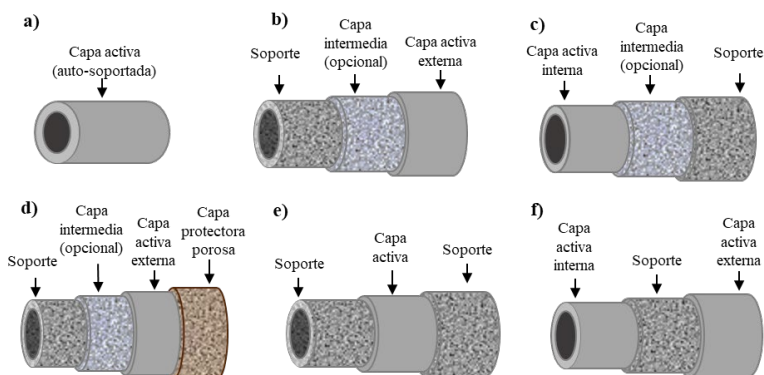 a)
Capa activa
(auto-soportada)
b)
Soporte
Capa
intermedia
(opcional)
Capa activa
externa
c)
Capa activa
interna
Capa
intermedia
(opcional)
Soporte
d)
Soporte
Capa
intermedia
(opcional)
Capa
activa
externa
Capa
protectora
porosa
e)
Soporte
Capa
activa
Soporte
f)
Capa
activa
interna
Soporte
Capa
activa
externa